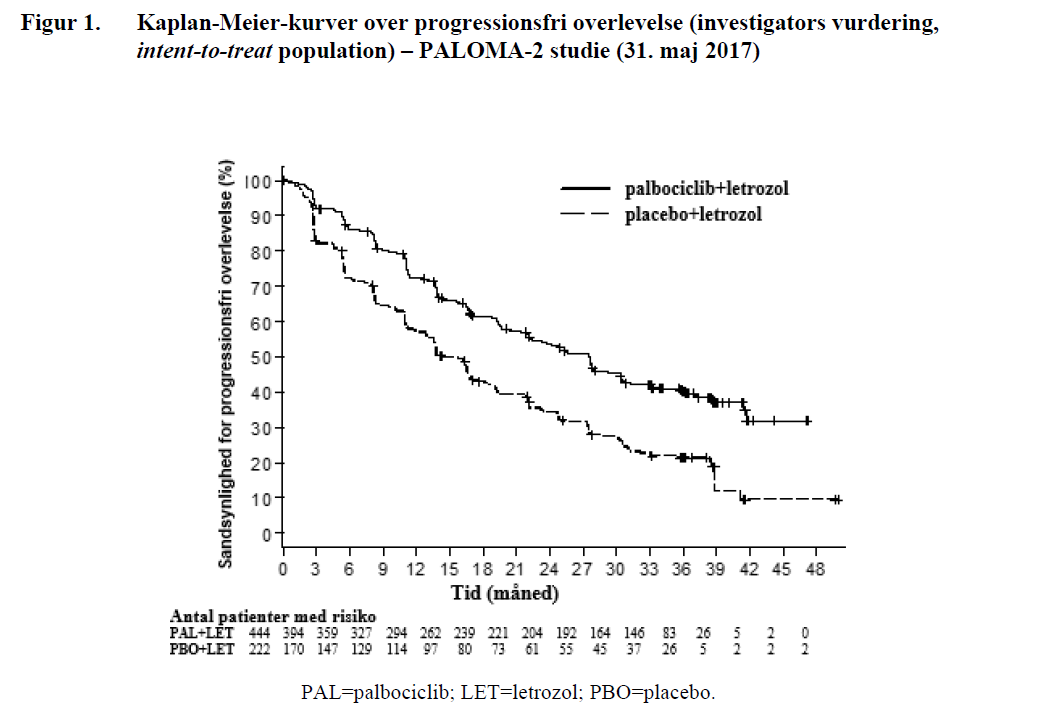 Figur 1. Kaplan-Meier-kurver over progressionsfri overlevelse (investigators vurdering,
intent-to-treat population) – PALOMA-2 studie (31. maj 2017)
Sandsynlighed for progressionsfri overlevelse (%)
100
90
80
70
60
50
40
30
20
10
0
palbociclib+letrozol
placebo+letrozol
0 3 6 9 12 15 18 21 24 27 30 33 36 39 42 45 48
Tid (måned)
Antal patienter med risiko
PAL+LET 444 394 359 327 294 262 239 221 204 192 164 146 83 26 5 2 0
PBO+LET 222 170 147 129 114 97 80 73 61 55 45 37 26 5 2 2 2
PAL=palbociclib; LET=letrozol; PBO=placebo.